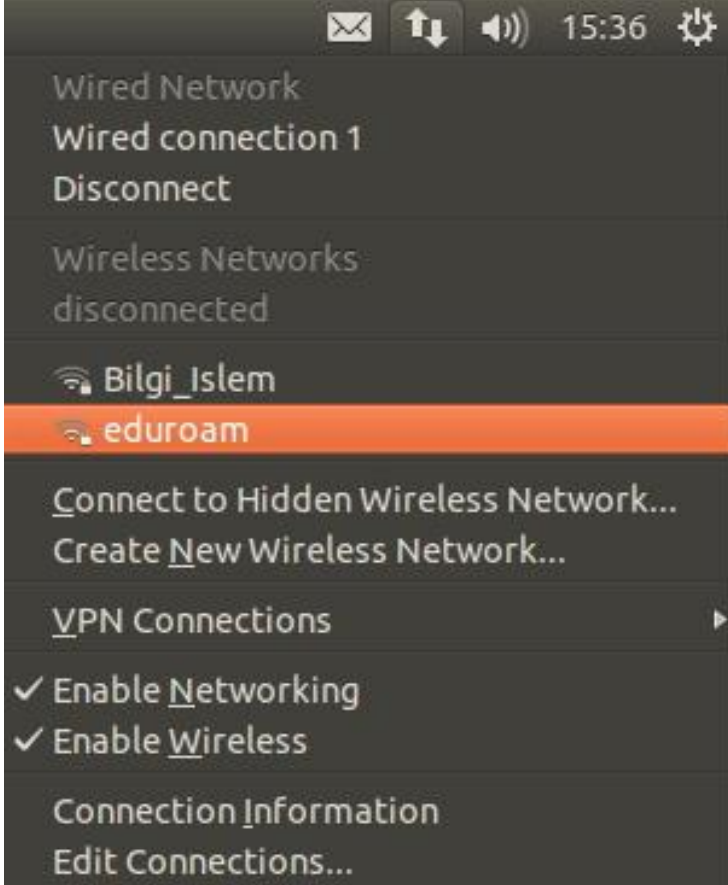 15:36
Wired Network
Wired connection 1
Disconnect
Wireless Networks
disconnected
Bilgi_Islem
eduroam
Connect to Hidden Wireless Network...
Create New Wireless Network...
VPN Connections
Enable Networking
Enable Wireless
Connection Information
Edit Connections...